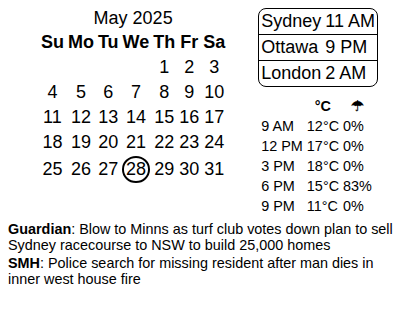 May 2025
Su Mo Tu We Th Fr Sa
1 2 3
4 5 6 7 8 9 10
11 12 13 14 15 16 17
18 19 20 21 22 23 24
25 26 27 28 29 30 31
Sydney 11 AM
Ottawa 9 PM
London 2 AM
°C ☂
9 AM 12°C 0%
12 PM 17°C 0%
3 PM 18°C 0%
6 PM 15°C 83%
9 PM 11°C 0%
Guardian: Blow to Minns as turf club votes down plan to sell
Sydney racecourse to NSW to build 25,000 homes
SMH: Police search for missing resident after man dies in
inner west house fire